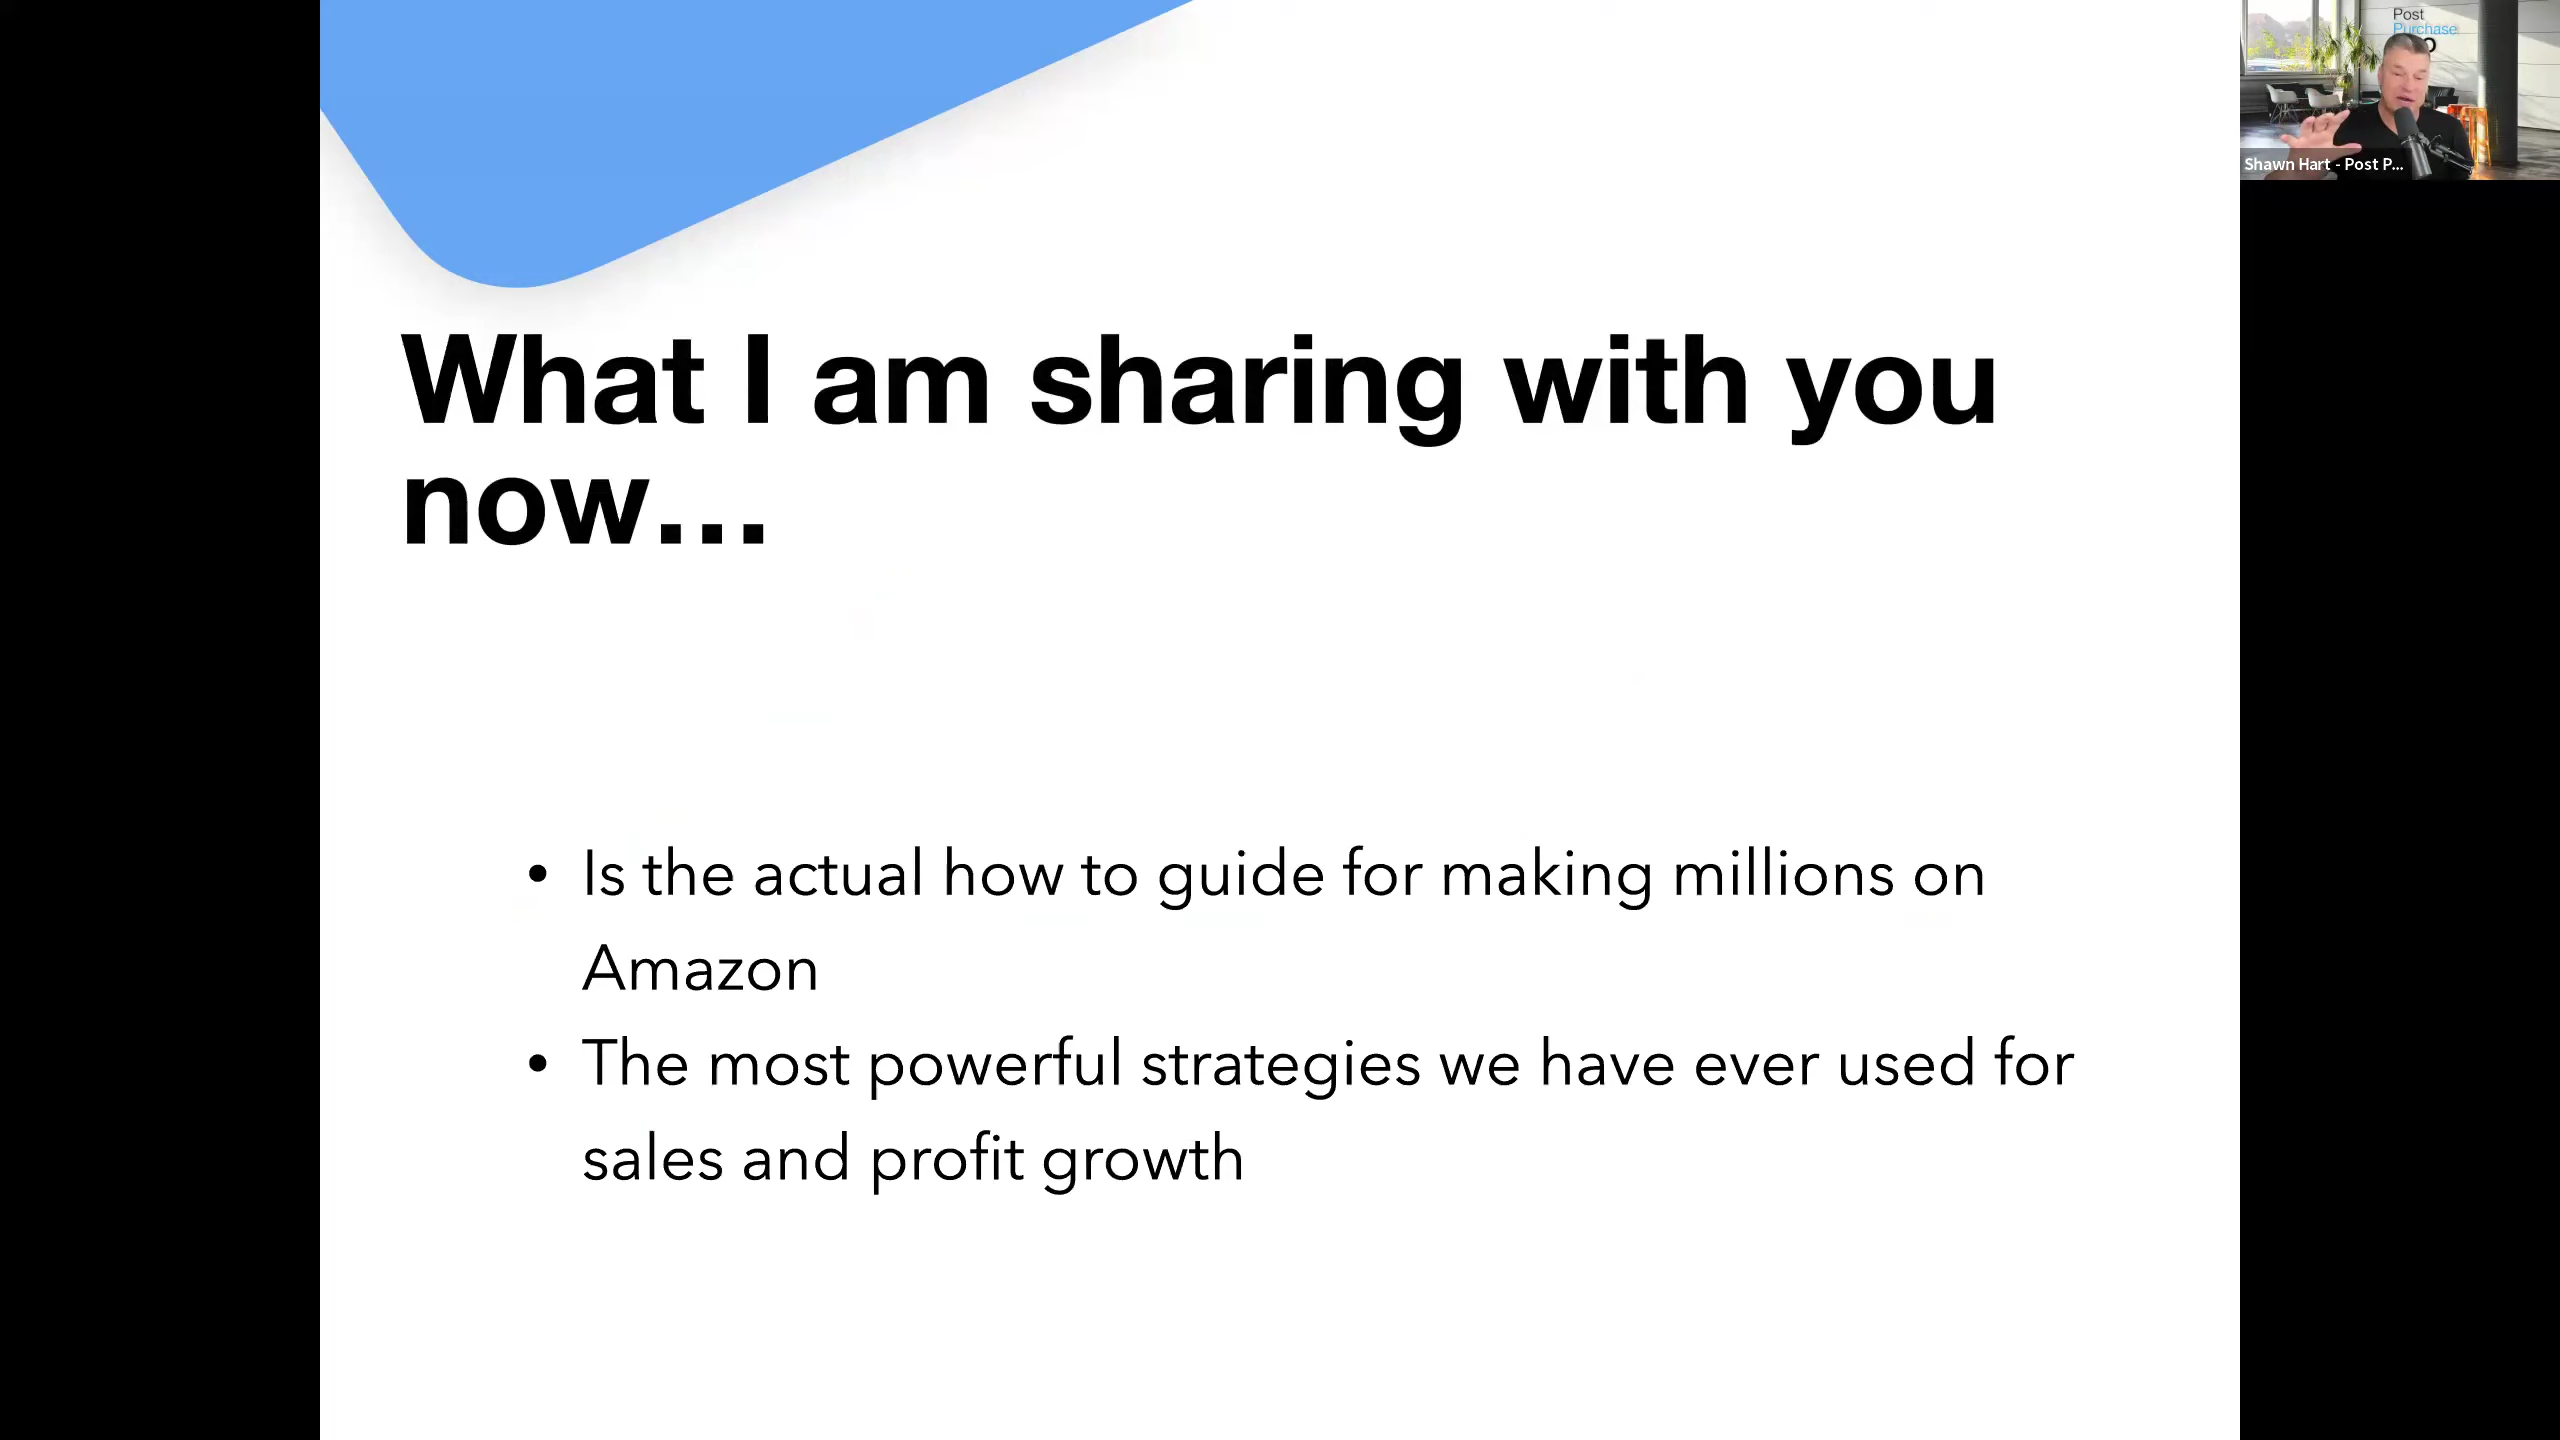 What I am sharing with you
now...
• Is the actual how to guide for making millions on
Amazon
• The most powerful strategies we have ever used for
sales and profit growth
Post
Purchase
Shawn Hart - Post P...